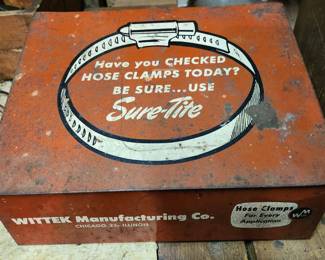 Have you CHECKED
HOSE CLAMPS TODAY?
BE SURE...USE
Sure-Tite
WITTEK Manufacturing Co.
CHICAGO 23, ILLINOIS
Hose Clamps
For Every
Application
WM